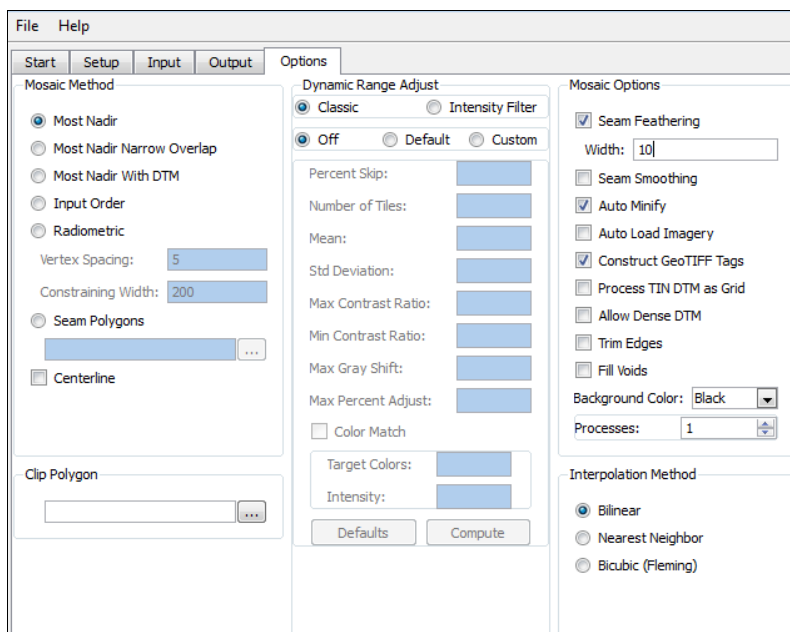 File Help
Start Setup Input Output Options
Mosaic Method
Most Nadir
Most Nadir Narrow Overlap
Most Nadir With DTM
Input Order
Radiometric
Vertex Spacing: 5
Constraining Width: 200
Seam Polygons
...
Centerline
Clip Polygon
...
Dynamic Range Adjust
Classic Intensity Filter
Off Default Custom
Percent Skip:
Number of Tiles:
Mean:
Std Deviation:
Max Contrast Ratio:
Min Contrast Ratio:
Max Gray Shift:
Max Percent Adjust:
Color Match
Target Colors:
Intensity:
Defaults Compute
Mosaic Options
Seam Feathering
Width: 10
Seam Smoothing
Auto Minify
Auto Load Imagery
Construct GeoTIFF Tags
Process TIN DTM as Grid
Allow Dense DTM
Trim Edges
Fill Voids
Background Color: Black
Processes: 1
Interpolation Method
Bilinear
Nearest Neighbor
Bicubic (Fleming)